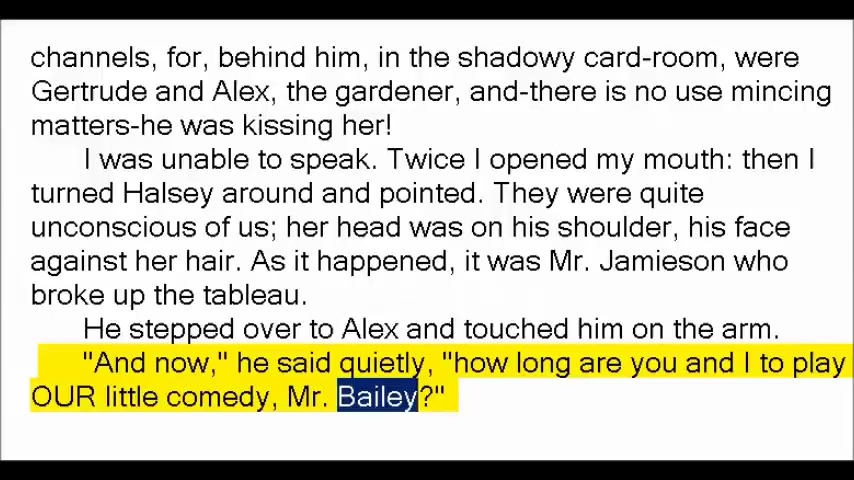 channels, for, behind him, in the shadowy card-room, were
Gertrude and Alex, the gardener, and-there is no use mincing
matters-he was kissing her!
I was unable to speak. Twice I opened my mouth: then I
turned Halsey around and pointed. They were quite
unconscious of us; her head was on his shoulder, his face
against her hair. As it happened, it was Mr. Jamieson who
broke up the tableau.
He stepped over to Alex and touched him on the arm.
"And now," he said quietly, "how long are you and I to play
OUR little comedy, Mr. Bailey?"